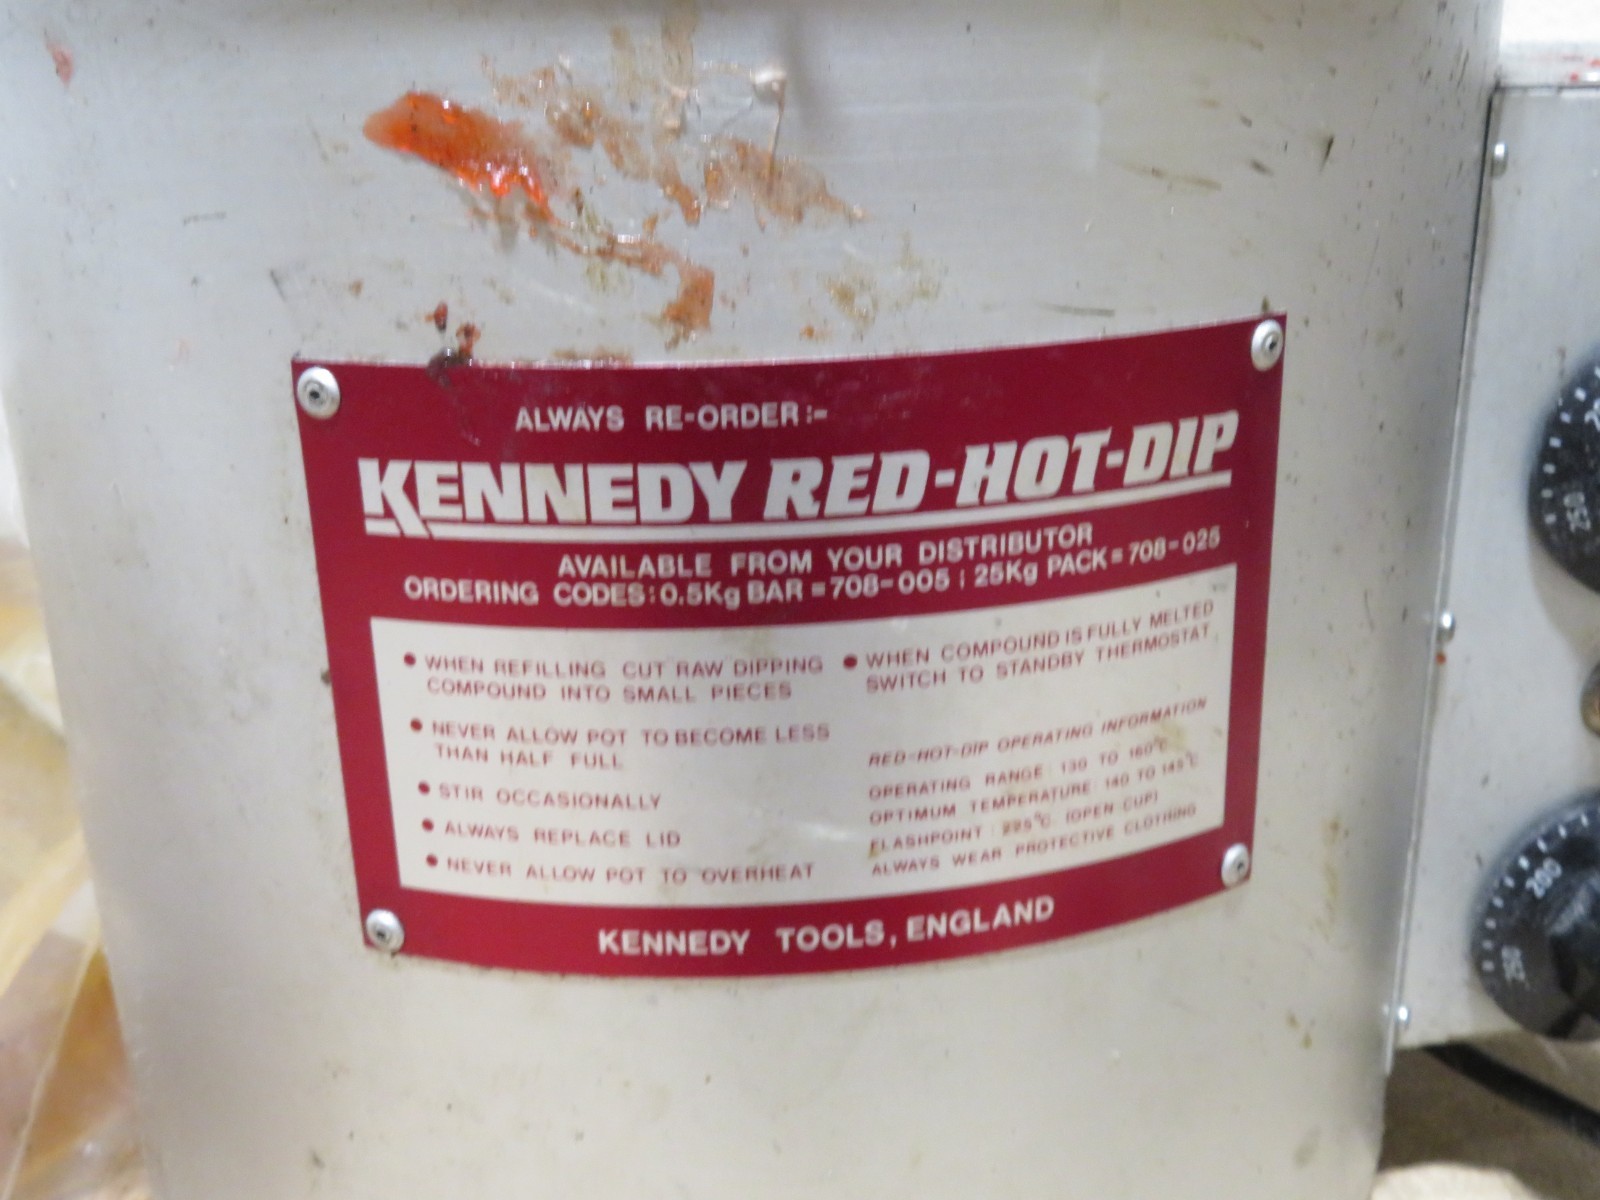 ALWAYS RE-ORDER:-
KENNEDY RED-HOT-DIP
AVAILABLE FROM YOUR DISTRIBUTOR
ORDERING CODES: 0.5Kg BAR = 708-005 : 25Kg PACK = 708-025
• WHEN REFILLING CUT RAW DIPPING
COMPOUND INTO SMALL PIECES
• NEVER ALLOW POT TO BECOME LESS
THAN HALF FULL
• STIR OCCASIONALLY
• ALWAYS REPLACE LID
• NEVER ALLOW POT TO OVERHEAT
• WHEN COMPOUND IS FULLY MELTED
SWITCH TO STANDBY THERMOSTAT.
RED-HOT-DIP OPERATING INFORMATION
OPERATING RANGE : 130 TO 160°C
OPTIMUM TEMPERATURE : 140 TO 145°C
FLASHPOINT : 225°C (OPEN CUP)
ALWAYS WEAR PROTECTIVE CLOTHING
KENNEDY TOOLS, ENGLAND
250
200
250